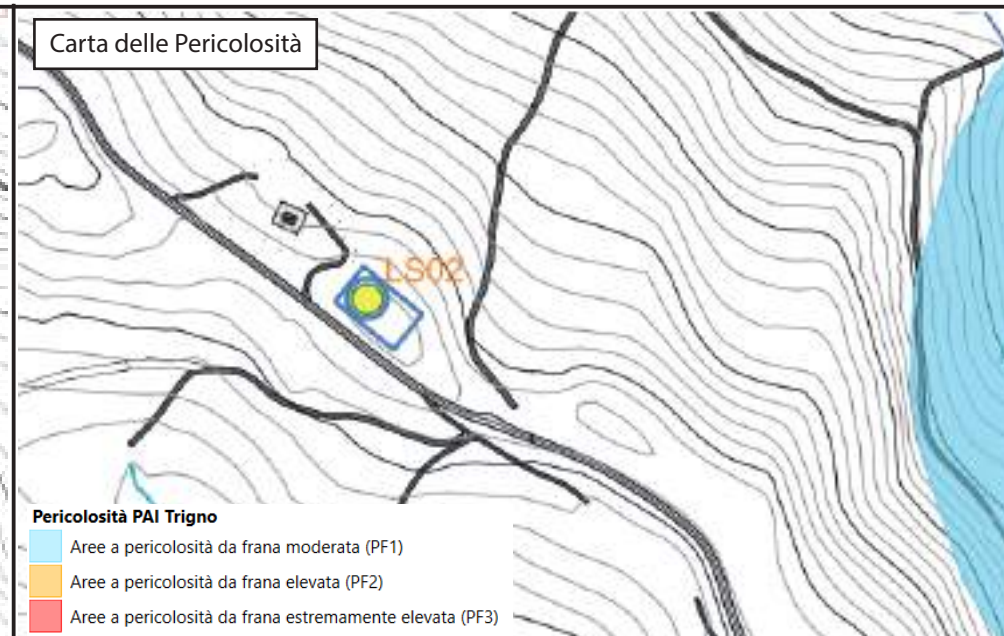 Carta delle Pericolosità
LS02
Pericolosità PAI Trigno
Aree a pericolosità da frana moderata (PF1)
Aree a pericolosità da frana elevata (PF2)
Aree a pericolosità da frana estremamente elevata (PF3)